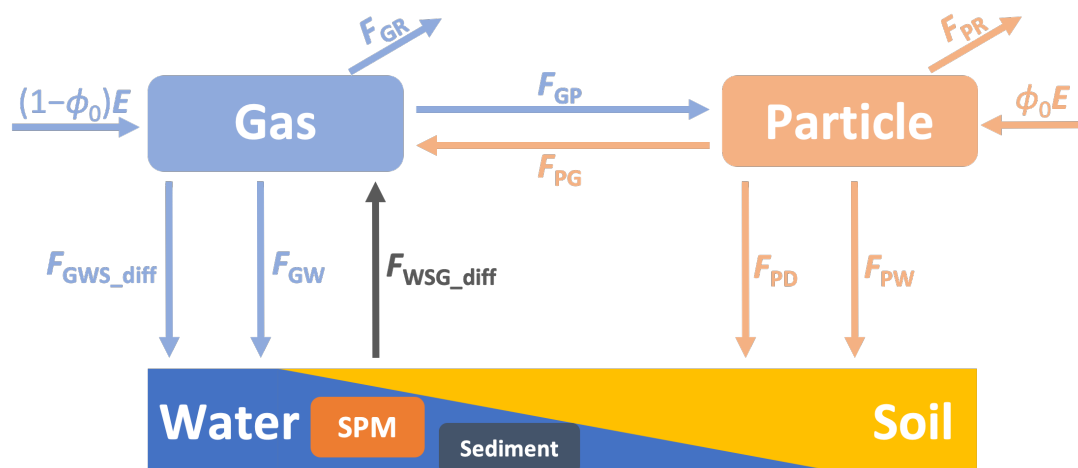 F_GR
F_PR
(1−ϕ₀)E
Gas
F_GP
Particle
ϕ₀E
F_PG
F_GWS_diff
F_GW
F_WSG_diff
F_PD
F_PW
Water
SPM
Sediment
Soil